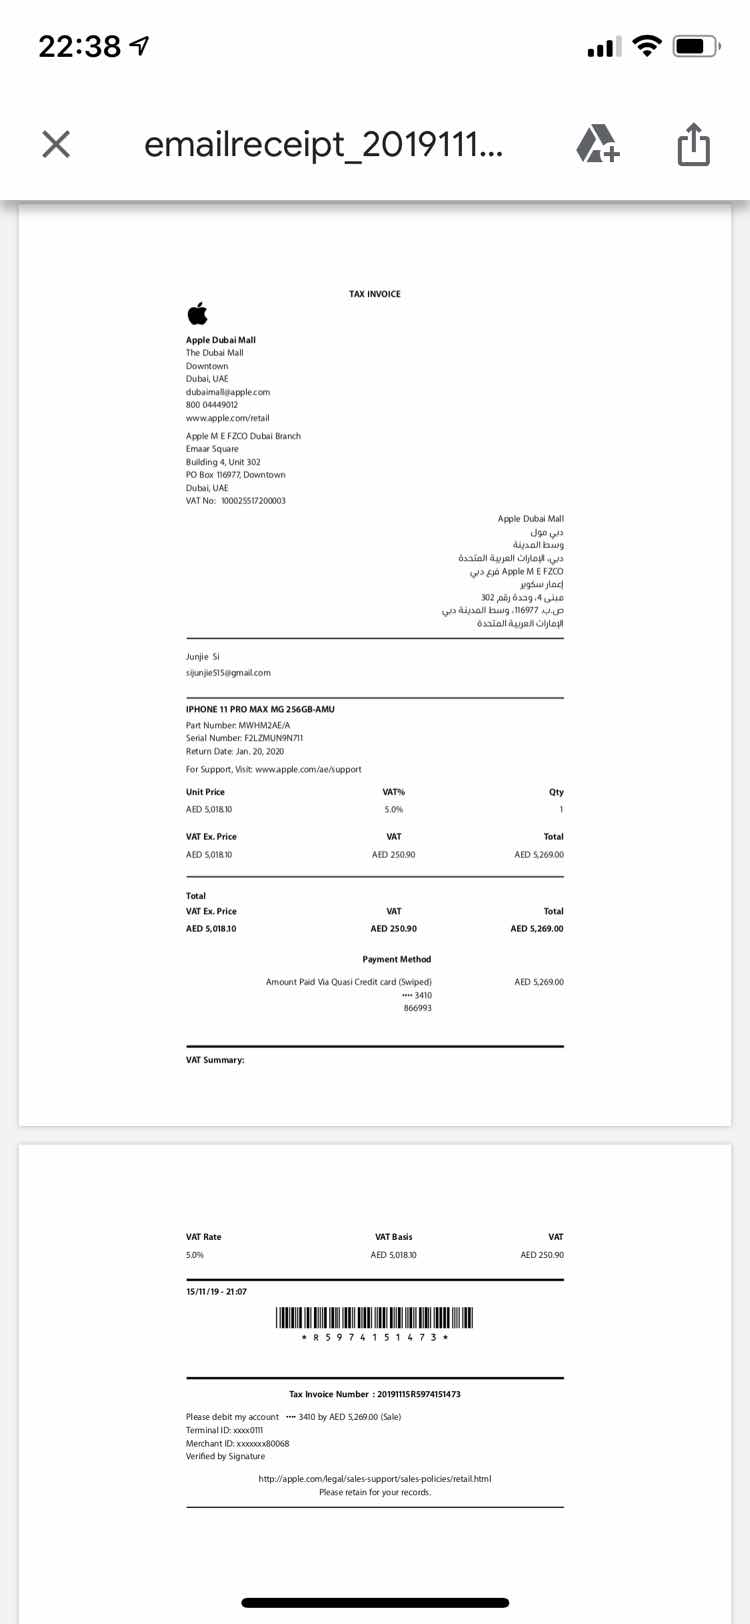 22:38
emailreceipt_2019111...
TAX INVOICE
Apple Dubai Mall
The Dubai Mall
Downtown
Dubai, UAE
dubaimall@apple.com
800 04449012
www.apple.com/retail
Apple M E FZCO Dubai Branch
Emaar Square
Building 4, Unit 302
PO Box 116977, Downtown
Dubai, UAE
VAT No: 100025517200003
Apple Dubai Mall
دبي مول
وسط المدينة
دبي، الإمارات العربية المتحدة
Apple M E FZCO فرع دبي
إعمار سكوير
مبنى 4، وحدة رقم 302
ص.ب. 116977، وسط المدينة دبي
الإمارات العربية المتحدة
Junjie Si
sijunjie515@gmail.com
IPHONE 11 PRO MAX MG 256GB-AMU
Part Number: MWHM2AE/A
Serial Number: F2LZMUN9N711
Return Date: Jan. 20, 2020
For Support, Visit: www.apple.com/ae/support
Unit Price VAT% Qty
AED 5,018.10 5.0% 1
VAT Ex. Price VAT Total
AED 5,018.10 AED 250.90 AED 5,269.00
Total
VAT Ex. Price VAT Total
AED 5,018.10 AED 250.90 AED 5,269.00
Payment Method
Amount Paid Via Quasi Credit card (Swiped) AED 5,269.00
•••• 3410
866993
VAT Summary:
VAT Rate VAT Basis VAT
5.0% AED 5,018.10 AED 250.90
15/11/19 - 21:07
* R 5 9 7 4 1 5 1 4 7 3 *
Tax Invoice Number : 20191115R5974151473
Please debit my account •••• 3410 by AED 5,269.00 (Sale)
Terminal ID: xxxx0111
Merchant ID: xxxxxxx80068
Verified by Signature
http://apple.com/legal/sales-support/sales-policies/retail.html
Please retain for your records.